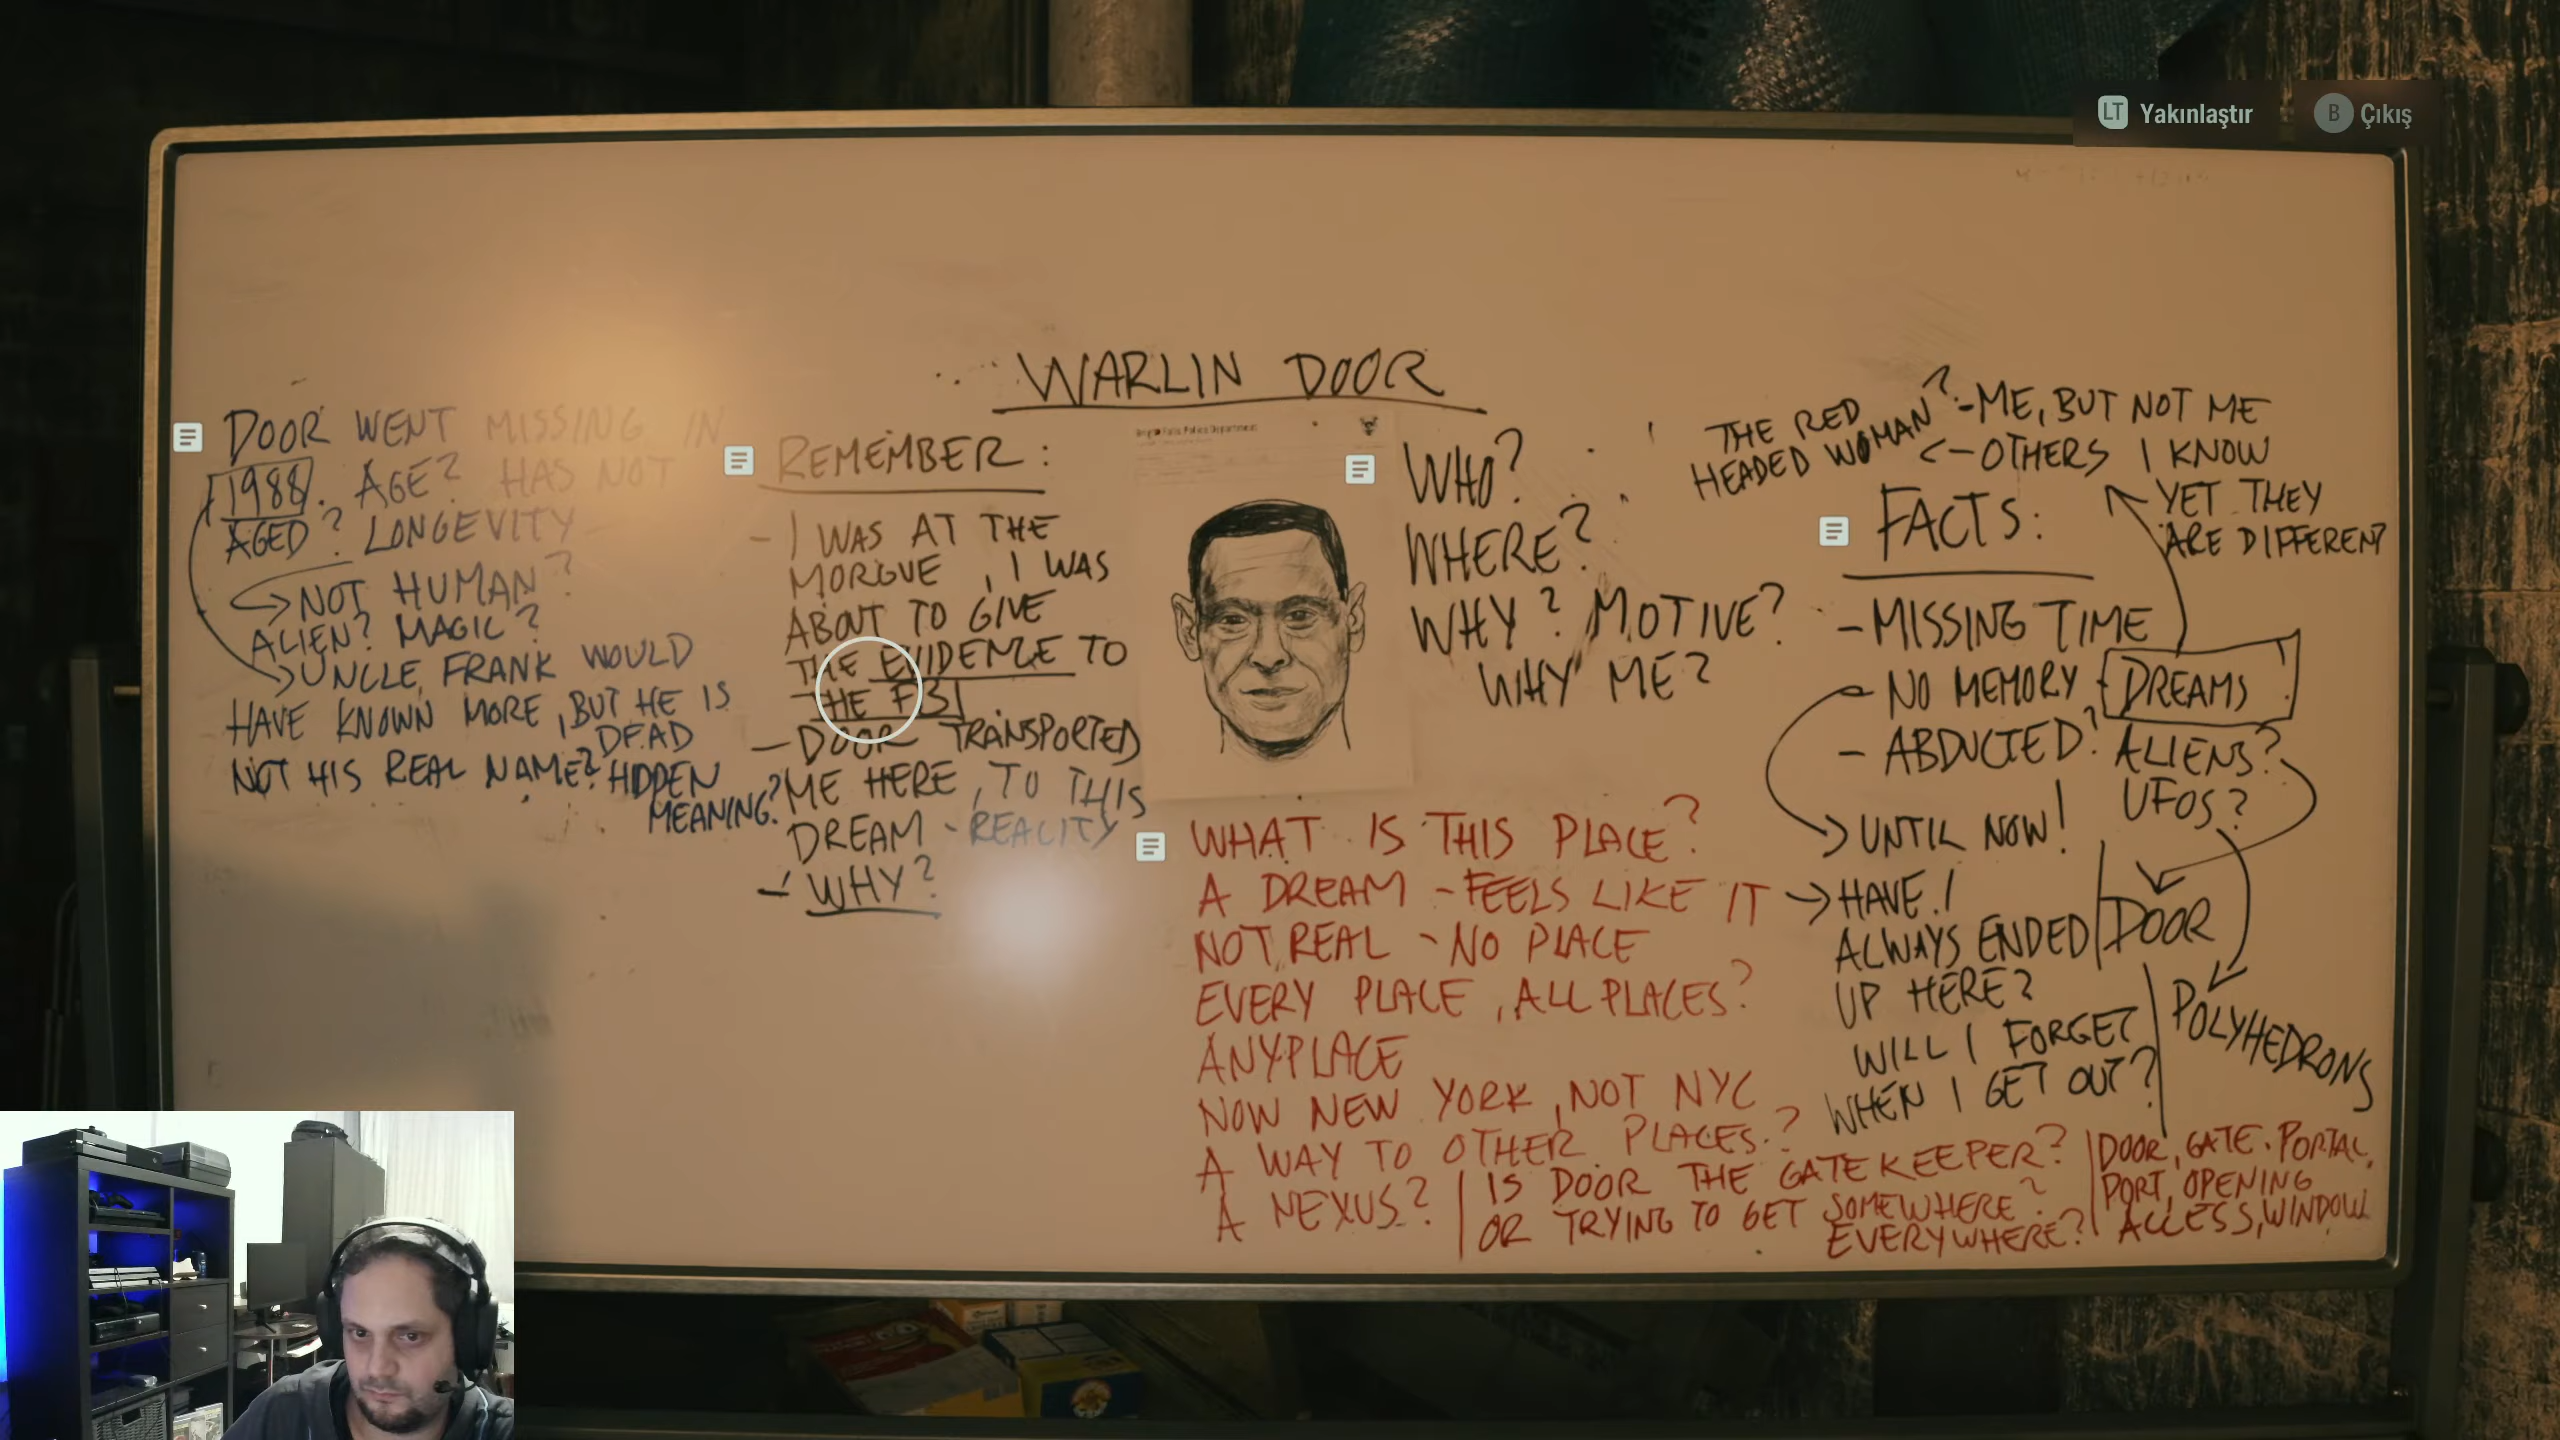 LT Yakınlaştır
B Çıkış
WARLIN DOOR
DOOR WENT MISSING IN
1988. AGE? HAS NOT
AGED? LONGEVITY
NOT HUMAN?
ALIEN? MAGIC?
UNCLE FRANK WOULD
HAVE KNOWN MORE, BUT HE IS
DEAD
NOT HIS REAL NAME? HIDDEN
MEANING?
REMEMBER:
- I WAS AT THE
MORGUE, I WAS
ABOUT TO GIVE
THE EVIDENCE TO
THE FBI
- DOOR TRANSPORTED
ME HERE, TO THIS
DREAM - REALITY
- WHY?
Bright Falls Police Department
WHO?
WHERE?
WHY? MOTIVE?
WHY ME?
THE RED
HEADED WOMAN?
- ME, BUT NOT ME
<- OTHERS I KNOW
YET THEY
ARE DIFFERENT
FACTS:
- MISSING TIME
- NO MEMORY - DREAMS
- ABDUCTED? ALIENS?
UFOS?
UNTIL NOW!
HAVE I
ALWAYS ENDED
UP HERE?
WILL I FORGET
WHEN I GET OUT?
DOOR
POLYHEDRONS
WHAT IS THIS PLACE?
A DREAM - FEELS LIKE IT
NOT REAL - NO PLACE
EVERY PLACE, ALL PLACES?
ANYPLACE
NOW NEW YORK, NOT NYC
A WAY TO OTHER PLACES?
A NEXUS?
IS DOOR THE GATEKEEPER?
OR TRYING TO GET SOMEWHERE?
EVERYWHERE?
DOOR, GATE, PORTAL,
PORT, OPENING
ACCESS, WINDOW